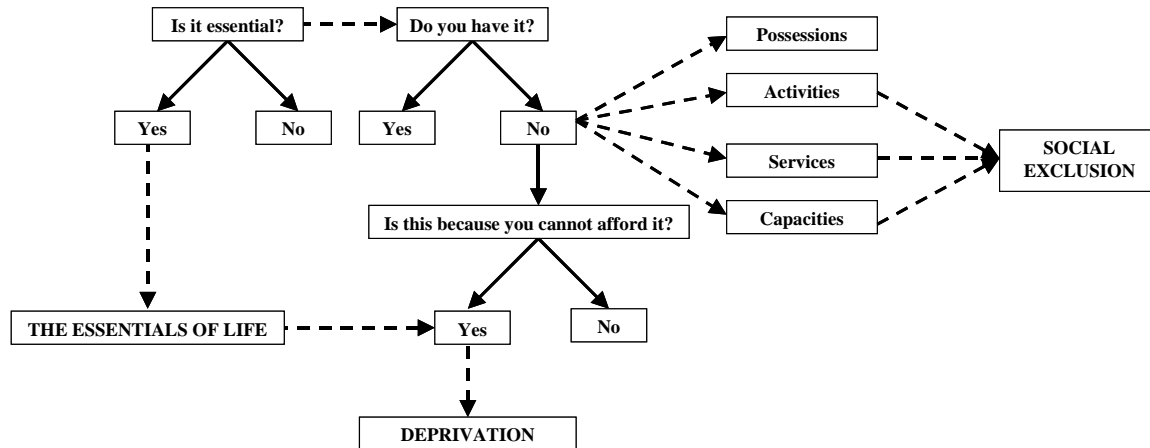 Is it essential?
Do you have it?
Possessions
Activities
Yes
No
Yes
No
Services
SOCIAL
EXCLUSION
Capacities
Is this because you cannot afford it?
THE ESSENTIALS OF LIFE
Yes
No
DEPRIVATION